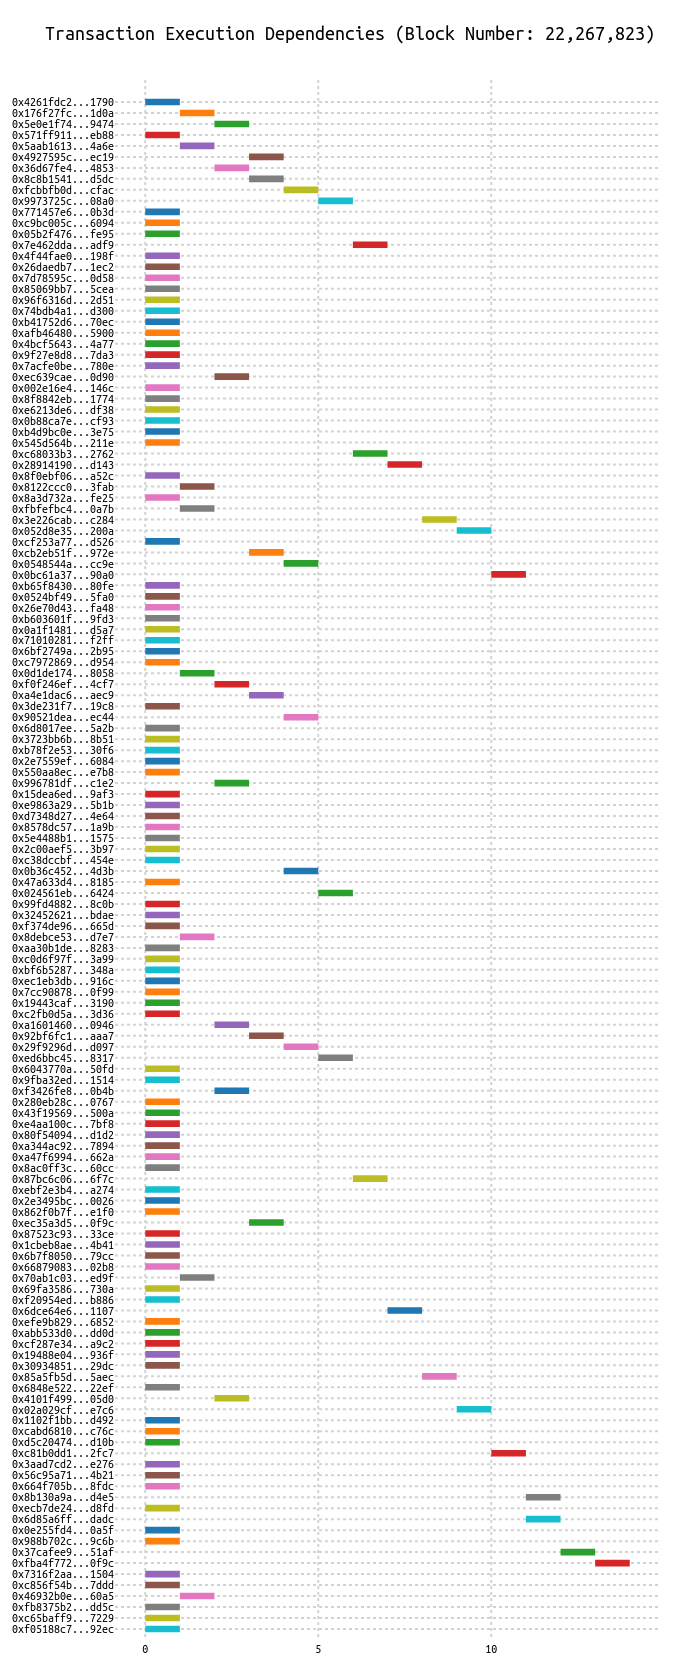 Transaction Execution Dependencies (Block Number: 22,267,823)
0x4261fdc2...1790
0x176f27fc...1d0a
0x5e0e1f74...9474
0x571ff911...eb88
0x5aab1613...4a6e
0x4927595c...ec19
0x36d67fe4...4853
0x8c8b1541...d5dc
0xfcbbfb0d...cfac
0x9973725c...08a0
0x771457e6...0b3d
0xc9bc005c...6094
0x05b2f476...fe95
0x7e462dda...adf9
0x4f44fae0...198f
0x26daedb7...1ec2
0x7d78595c...0d58
0x85069bb7...5cea
0x96f6316d...2d51
0x74bdb4a1...d300
0xb41752d6...70ec
0xafb46480...5900
0x4bcf5643...4a77
0x9f27e8d8...7da3
0x7acfe0be...780e
0xec639cae...0d90
0x002e16e4...146c
0x8f8842eb...1774
0xe6213de6...df38
0x0b88ca7e...cf93
0xb4d9bc0e...3e75
0x545d564b...211e
0xc68033b3...2762
0x28914190...d143
0x8f0ebf06...a52c
0x8122ccc0...3fab
0x8a3d732a...fe25
0xfbfefbc4...0a7b
0x3e226cab...c284
0x052d8e35...200a
0xcf253a77...d526
0xcb2eb51f...972e
0x0548544a...cc9e
0x0bc61a37...90a0
0xb65f8430...80fe
0x0524bf49...5fa0
0x26e70d43...fa48
0xb603601f...9fd3
0x0a1f1481...d5a7
0x71010281...f2ff
0x6bf2749a...2b95
0xc7972869...d954
0x0d1de174...8058
0xf0f246ef...4cf7
0xa4e1dac6...aec9
0x3de231f7...19c8
0x90521dea...ec44
0x6d8017ee...5a2b
0x3723bb6b...8b51
0xb78f2e53...30f6
0x2e7559ef...6084
0x550aa8ec...e7b8
0x996781df...c1e2
0x15dea6ed...9af3
0xe9863a29...5b1b
0xd7348d27...4e64
0x8578dc57...1a9b
0x5e4488b1...1575
0x2c00aef5...3b97
0xc38dccbf...454e
0x0b36c452...4d3b
0x47a633d4...8185
0x024561eb...6424
0x99fd4882...8c0b
0x32452621...bdae
0xf374de96...665d
0x8debce53...d7e7
0xaa30b1de...8283
0xc0d6f97f...3a99
0xbf6b5287...348a
0xec1eb3db...916c
0x7cc90878...0f99
0x19443caf...3190
0xc2fb0d5a...3d36
0xa1601460...0946
0x92bf6fc1...aaa7
0x29f9296d...d097
0xed6bbc45...8317
0x6043770a...50fd
0x9fba32ed...1514
0xf3426fe8...0b4b
0x280eb28c...0767
0x43f19569...500a
0xe4aa100c...7bf8
0x80f54094...d1d2
0xa344ac92...7894
0xa47f6994...662a
0x8ac0ff3c...60cc
0x87bc6c06...6f7c
0xebf2e3b4...a274
0x2e3495bc...0026
0x862f0b7f...e1f0
0xec35a3d5...0f9c
0x87523c93...33ce
0x1cbeb8ae...4b41
0x6b7f8050...79cc
0x66879083...02b8
0x70ab1c03...ed9f
0x69fa3586...730a
0xf20954ed...b886
0x6dce64e6...1107
0xefe9b829...6852
0xabb533d0...dd0d
0xcf287e34...a9c2
0x19488e04...936f
0x30934851...29dc
0x85a5fb5d...5aec
0x6848e522...22ef
0x4101f499...05d0
0x02a029cf...e7c6
0x1102f1bb...d492
0xcabd6810...c76c
0xd5c20474...d10b
0xc81b0dd1...2fc7
0x3aad7cd2...e276
0x56c95a71...4b21
0x664f705b...8fdc
0x8b130a9a...d4e5
0xecb7de24...d8fd
0x6d85a6ff...dadc
0x0e255fd4...0a5f
0x988b702c...9c6b
0x37cafee9...51af
0xfba4f772...0f9c
0x7316f2aa...1504
0xc856f54b...7ddd
0x46932b0e...60a5
0xfb8375b2...dd5c
0xc65baff9...7229
0xf05188c7...92ec
0 5 10